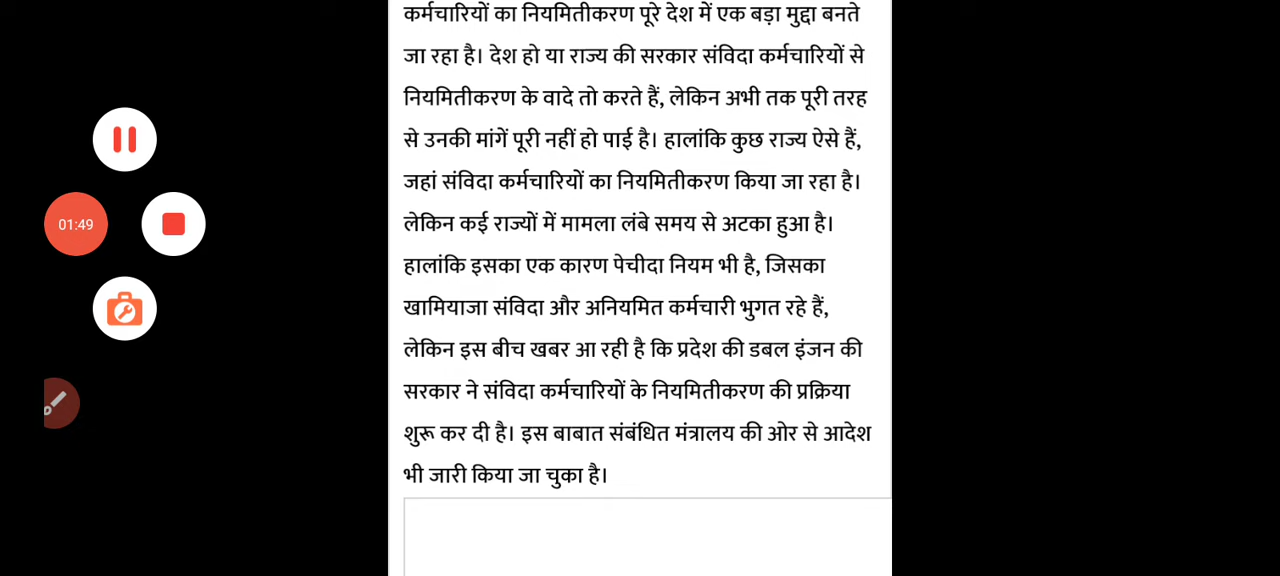 कर्मचारियों का नियमितीकरण पूरे देश में एक बड़ा मुद्दा बनते
जा रहा है। देश हो या राज्य की सरकार संविदा कर्मचारियों से
नियमितीकरण के वादे तो करते हैं, लेकिन अभी तक पूरी तरह
से उनकी मांगें पूरी नहीं हो पाई है। हालांकि कुछ राज्य ऐसे हैं,
जहां संविदा कर्मचारियों का नियमितीकरण किया जा रहा है।
लेकिन कई राज्यों में मामला लंबे समय से अटका हुआ है।
हालांकि इसका एक कारण पेचीदा नियम भी है, जिसका
खामियाजा संविदा और अनियमित कर्मचारी भुगत रहे हैं,
लेकिन इस बीच खबर आ रही है कि प्रदेश की डबल इंजन की
सरकार ने संविदा कर्मचारियों के नियमितीकरण की प्रक्रिया
शुरू कर दी है। इस बाबात संबंधित मंत्रालय की ओर से आदेश
भी जारी किया जा चुका है।
01:49